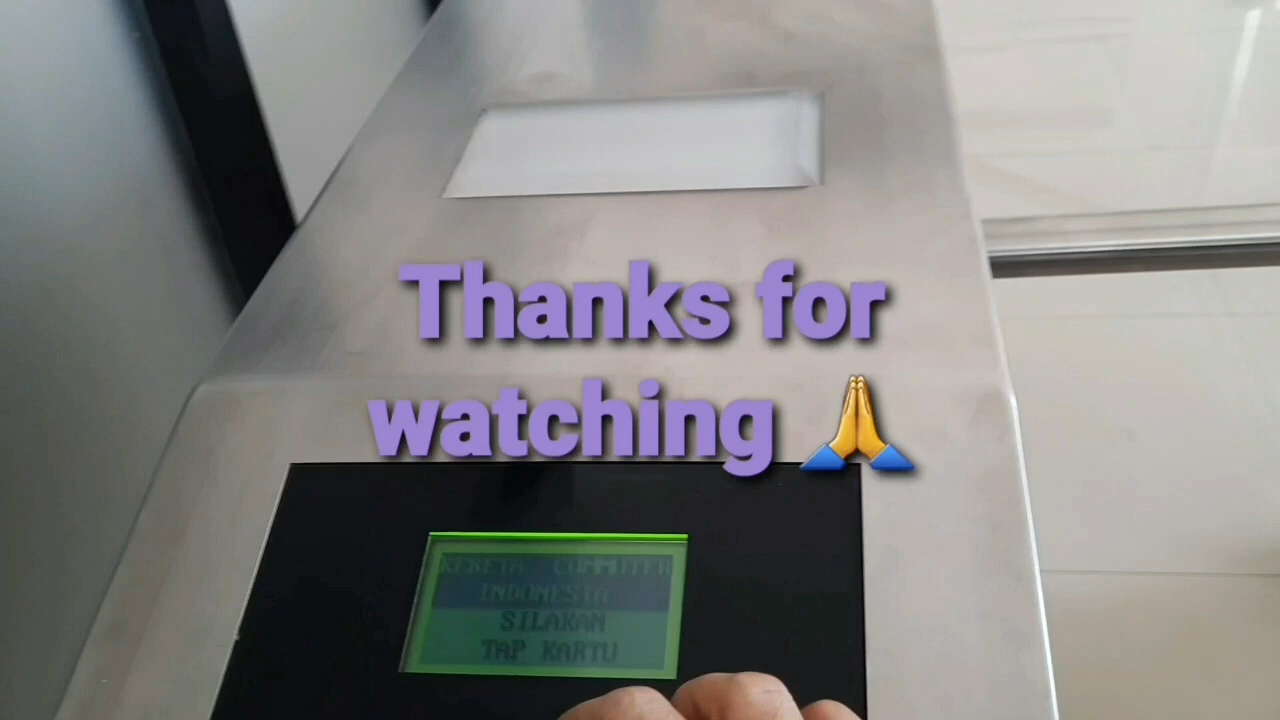 Thanks for
watching 🙏
KERETA COMMUTER
INDONESIA
SILAKAN
TAP KARTU